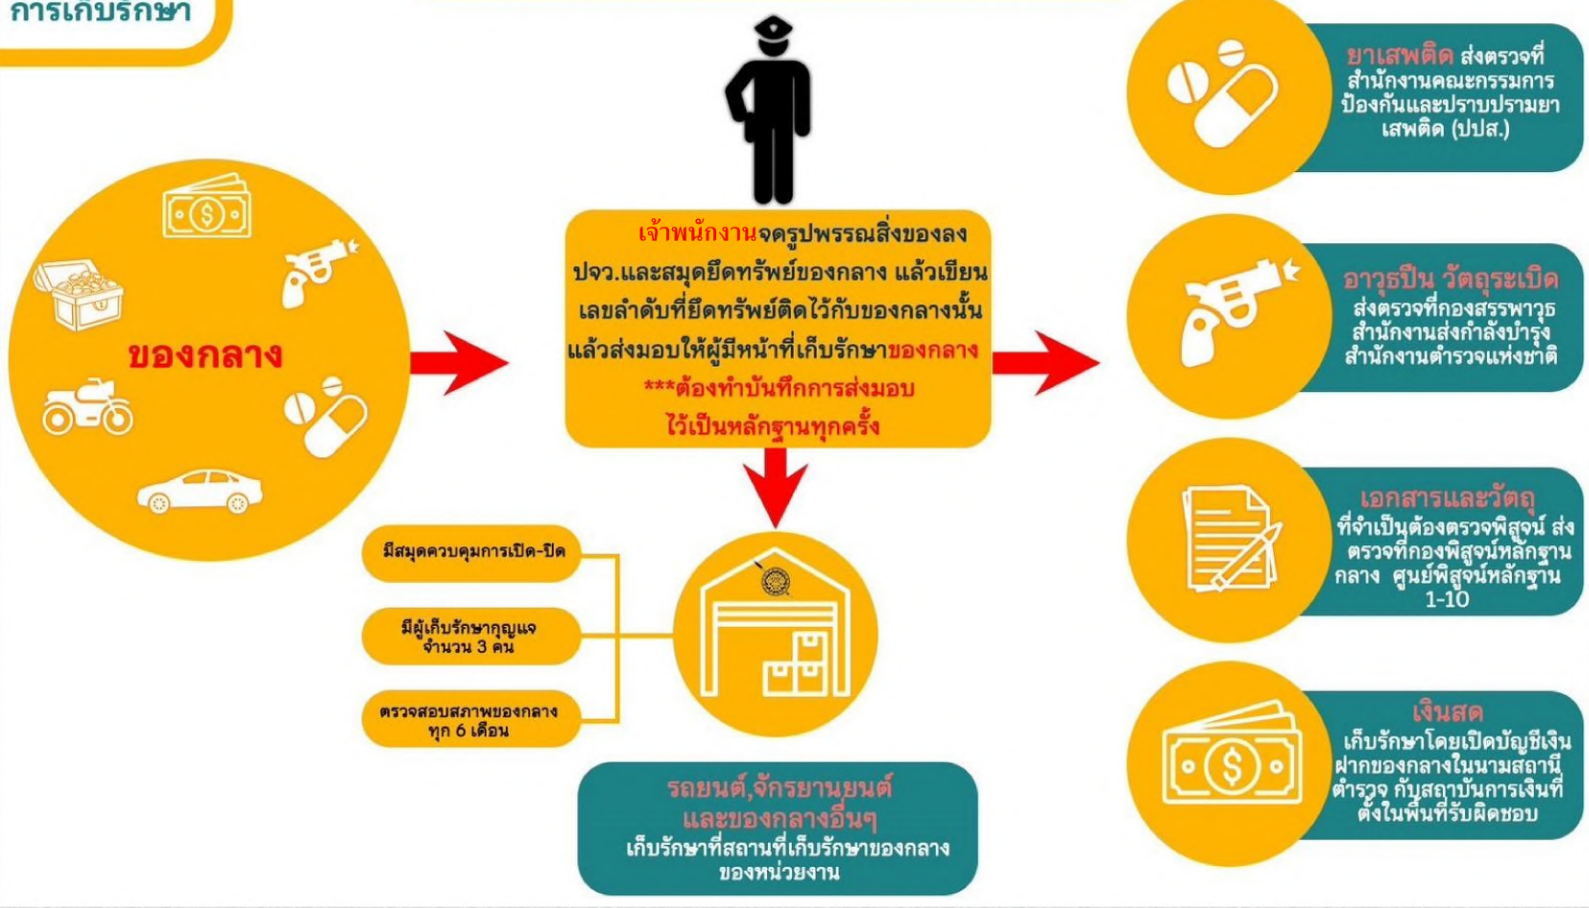 การเก็บรักษา
ของกลาง
เจ้าพนักงานจดรูปพรรณสิ่งของลง
ปจว.และสมุดยึดทรัพย์ของกลาง แล้วเขียน
เลขลำดับที่ยึดทรัพย์ติดไว้กับของกลางนั้น
แล้วส่งมอบให้ผู้มีหน้าที่เก็บรักษาของกลาง
***ต้องทำบันทึกการส่งมอบ
ไว้เป็นหลักฐานทุกครั้ง
มีสมุดควบคุมการเปิด-ปิด
มีผู้เก็บรักษากุญแจ
จำนวน 3 คน
ตรวจสอบสภาพของกลาง
ทุก 6 เดือน
รถยนต์,จักรยานยนต์
และของกลางอื่นๆ
เก็บรักษาที่สถานที่เก็บรักษาของกลาง
ของหน่วยงาน
ยาเสพติด ส่งตรวจที่
สำนักงานคณะกรรมการ
ป้องกันและปราบปรามยา
เสพติด (ปปส.)
อาวุธปืน วัตถุระเบิด
ส่งตรวจที่กองสรรพาวุธ
สำนักงานส่งกำลังบำรุง
สำนักงานตำรวจแห่งชาติ
เอกสารและวัตถุ
ที่จำเป็นต้องตรวจพิสูจน์ ส่ง
ตรวจที่กองพิสูจน์หลักฐาน
กลาง ศูนย์พิสูจน์หลักฐาน
1-10
เงินสด
เก็บรักษาโดยเปิดบัญชีเงิน
ฝากของกลางในนามสถานี
ตำรวจ กับสถาบันการเงินที่
ตั้งในพื้นที่รับผิดชอบ